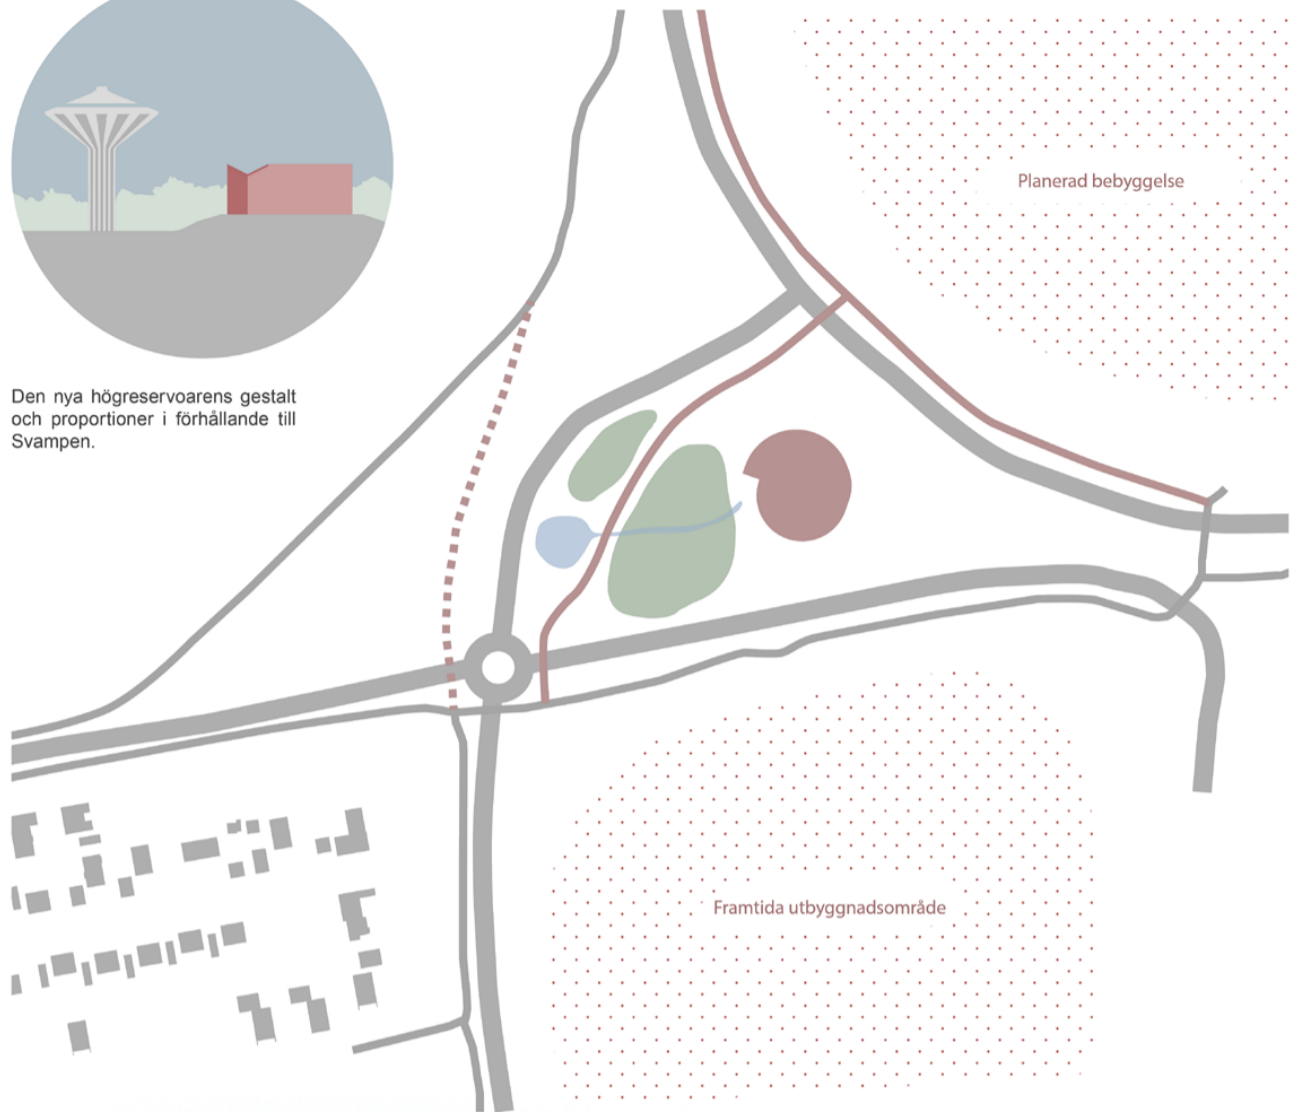 Planerad bebyggelse
Den nya högreservoarens gestalt
och proportioner i förhållande till
Svampen.
Framtida utbyggnadsområde